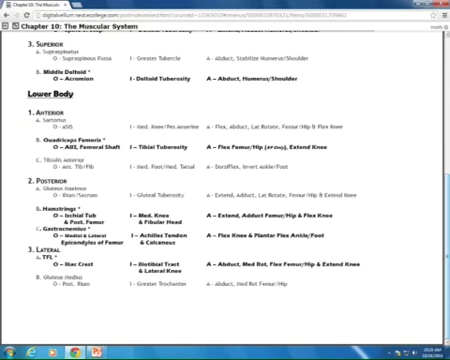 Chapter 10: The Muscular System
Chapter 10: The Muscular System
3. SUPERIOR
A. Supraspinatus
O - Supraspinous Fossa I - Greater Tubercle A - Abduct, Stabilize Humerus/Shoulder
B. Middle Deltoid *
O – Acromion I - Deltoid Tuberosity A – Abduct, Humerus/Shoulder
Lower Body
1. ANTERIOR
A. Sartorius
O - ASIS I - Med. Knee/Pes Anserine A - Flex, Abduct, Lat Rotate, Femur/Hip & Flex Knee
B. Quadriceps Femoris *
O – AIIS, Femoral Shaft I – Tibial Tuberosity A – Flex Femur/Hip Extend Knee
C. Tibialis Anterior
O - Ant. Tib/Fib I - Med. Foot/Med. Tarsal A - Dorsiflex, Invert Ankle/Foot
2. POSTERIOR
A. Gluteus Maximus
O - Ilium/Sacrum I - Gluteal Tuberosity A - Extend, Adduct, Lat Rotate, Femur/Hip & Extend Knee
B. Hamstrings *
O – Ischial Tub I – Med. Knee A – Extend, Adduct Femur/Hip & Flex Knee
& Post. Femur & Fibular Head
C. Gastrocnemius *
O – Medial & Lateral I – Achilles Tendon A – Flex Knee & Plantar Flex Ankle/Foot
Epicondyles of Femur & Calcaneus
3. LATERAL
A. TFL *
O – Iliac Crest I – Iliotibial Tract A – Abduct, Med Rot, Flex Femur/Hip & Extend Knee
& Lateral Knee
B. Gluteus Medius
O - Post. Ilium I - Greater Trochanter A - Abduct, Med Rot Femur/Hip